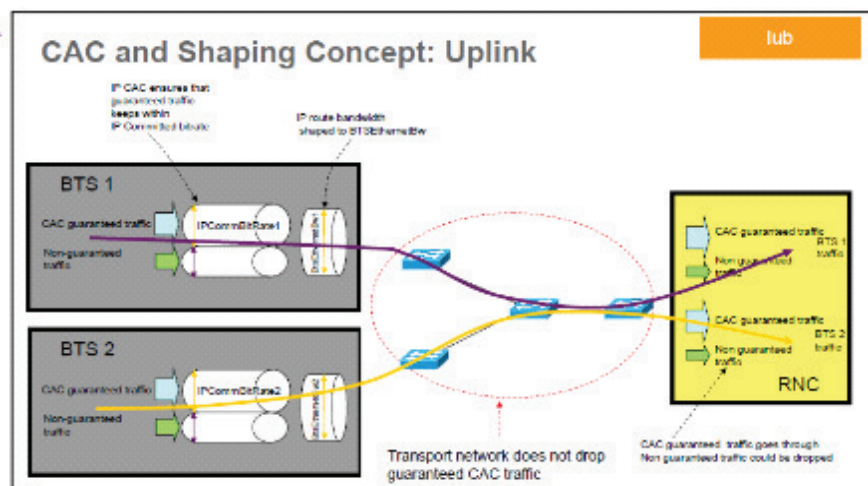 CAC and Shaping Concept: Uplink
Iub
IP CAC ensures that
guaranteed traffic
keeps within
IP Committed bitrate
IP route bandwidth
shaped to BTSEthernetBw
BTS 1
CAC guaranteed traffic
IPCommBitRate1
Non-guaranteed
traffic
BTS 2
CAC guaranteed traffic
IPCommBitRate2
Non-guaranteed
traffic
CAC guaranteed traffic
BTS 1
traffic
Non guaranteed
traffic
CAC guaranteed traffic
BTS 2
traffic
Non guaranteed
traffic
RNC
Transport network does not drop
guaranteed CAC traffic
CAC guaranteed traffic goes through
Non guaranteed traffic could be dropped